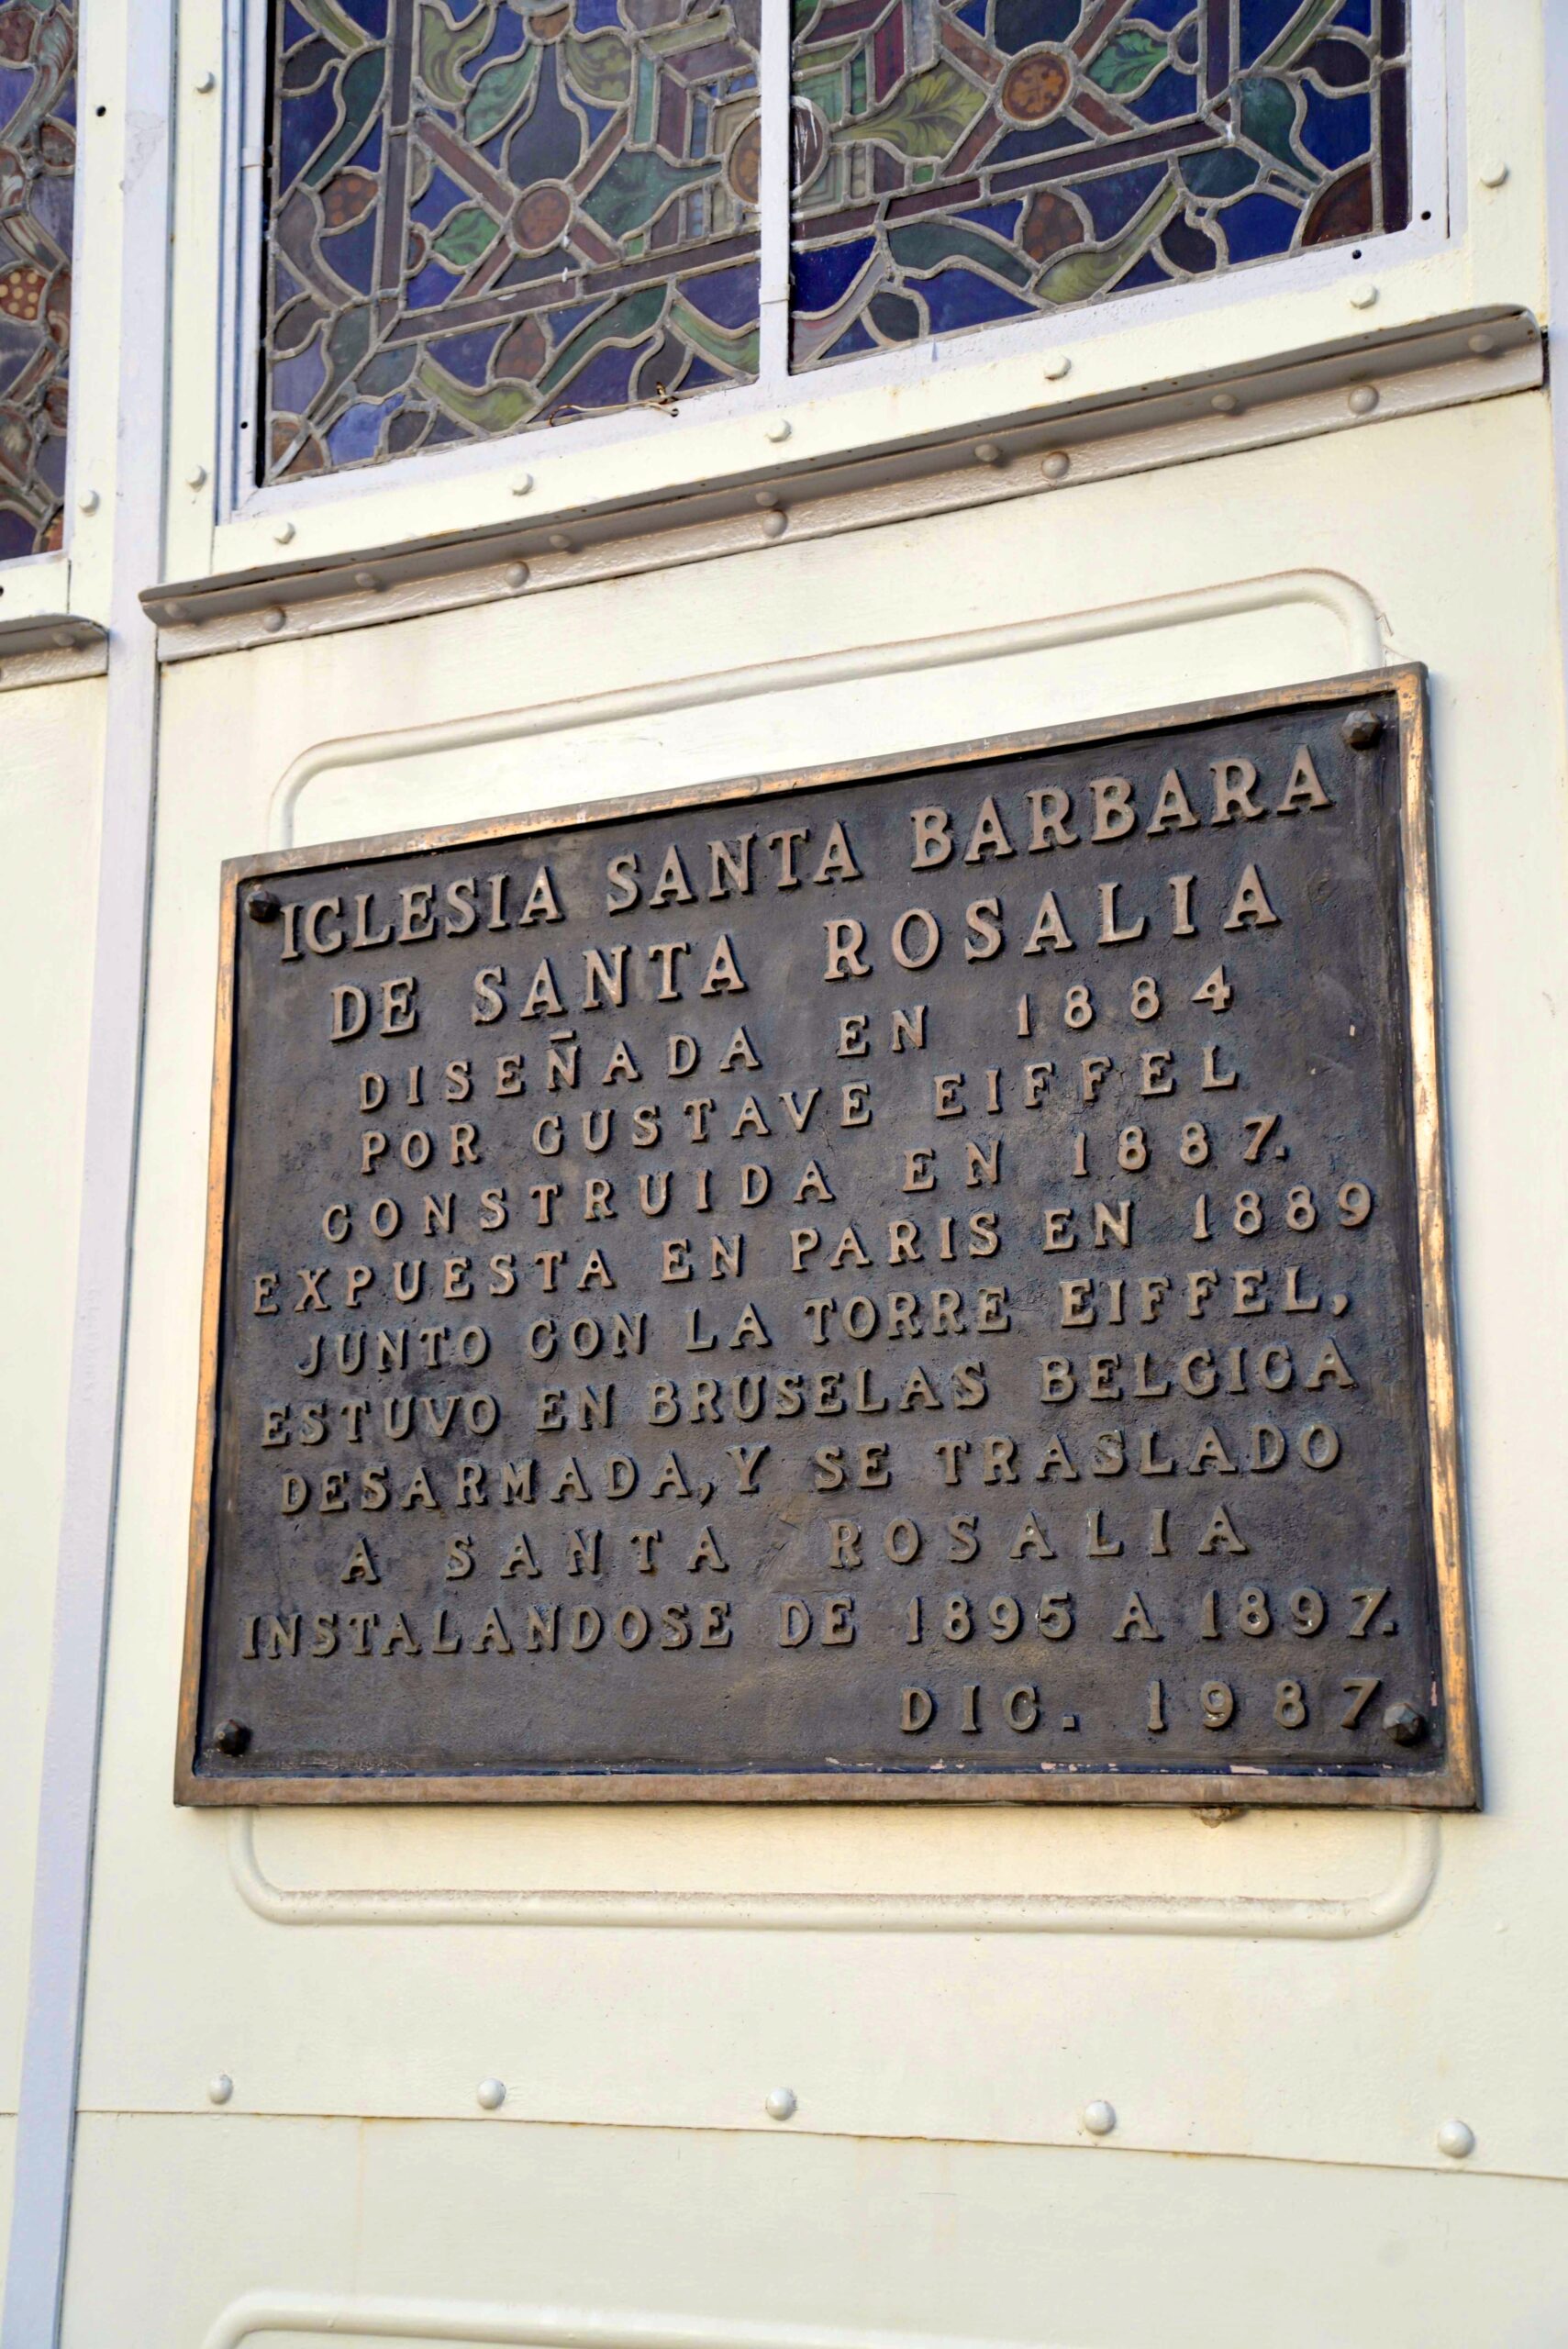 IGLESIA SANTA BARBARA
DE SANTA ROSALIA
DISEÑADA EN 1884
POR GUSTAVE EIFFEL
CONSTRUIDA EN 1887.
EXPUESTA EN PARIS EN 1889
JUNTO CON LA TORRE EIFFEL,
ESTUVO EN BRUSELAS BELGICA
DESARMADA, Y SE TRASLADO
A SANTA ROSALIA
INSTALANDOSE DE 1895 A 1897.
DIC. 1987